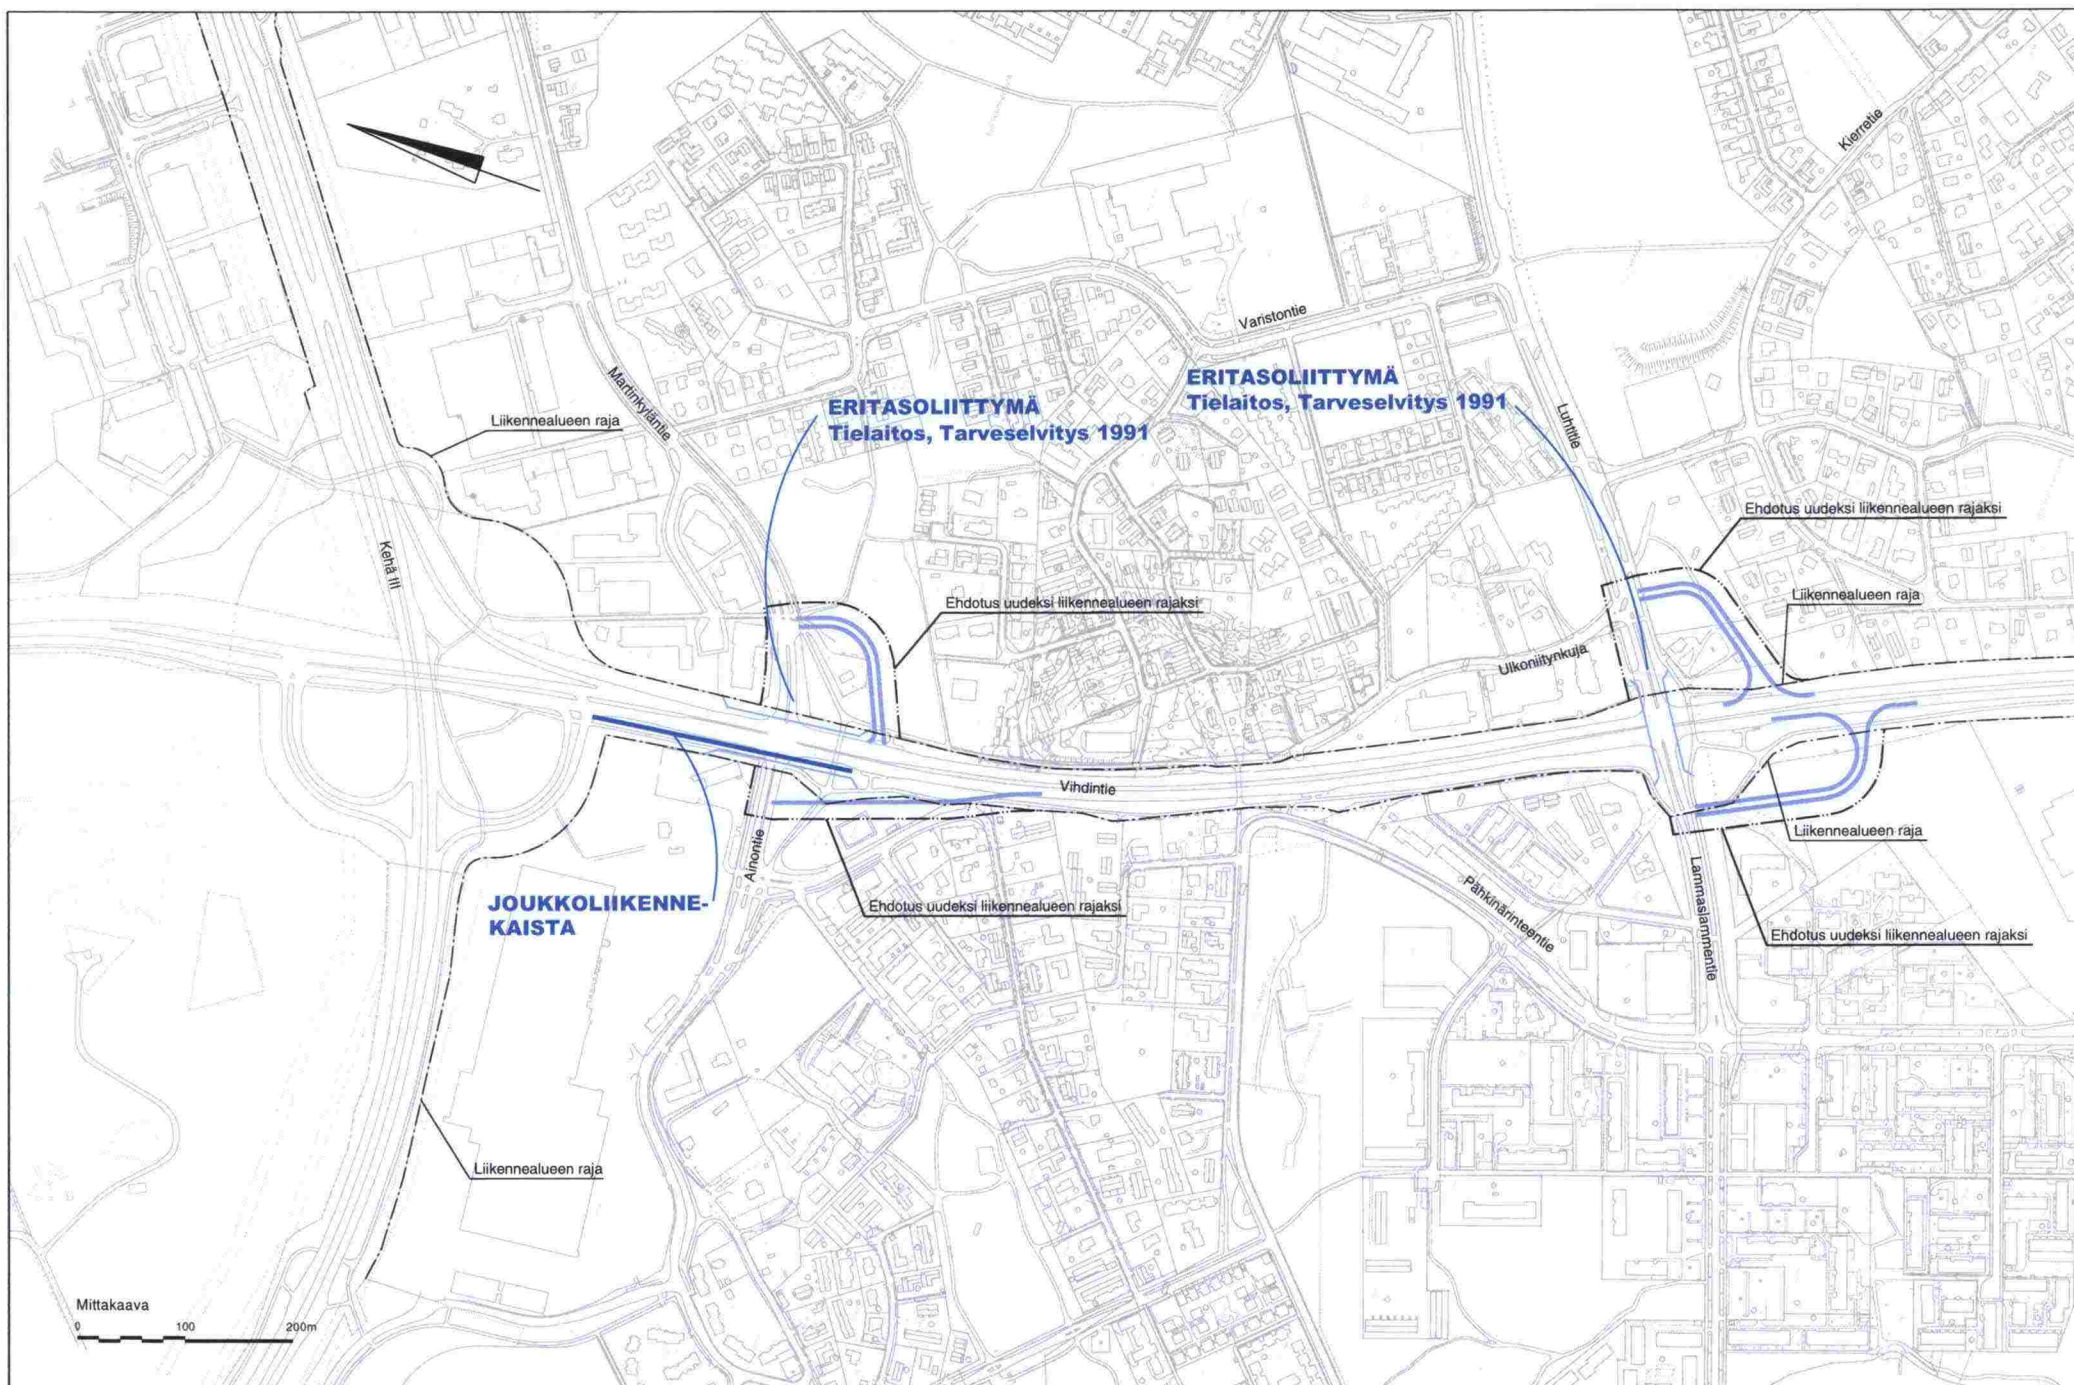 Kierretie
Varistontie
ERITASOLIITTYMÄ
Tielaitos, Tarveselvitys 1991
Martinkyläntie
ERITASOLIITTYMÄ
Tielaitos, Tarveselvitys 1991
Liikennealueen raja
Luhtitie
Ehdotus uudeksi liikennealueen rajaksi
Kehä III
Ehdotus uudeksi liikennealueen rajaksi
Liikennealueen raja
Ulkoniitynkuja
Vihdintie
Liikennealueen raja
Ainontie
JOUKKOLIIKENNE-
KAISTA
Ehdotus uudeksi liikennealueen rajaksi
Pähkinärinteentie
Lammaslammentie
Ehdotus uudeksi liikennealueen rajaksi
Liikennealueen raja
Mittakaava
0 100 200m